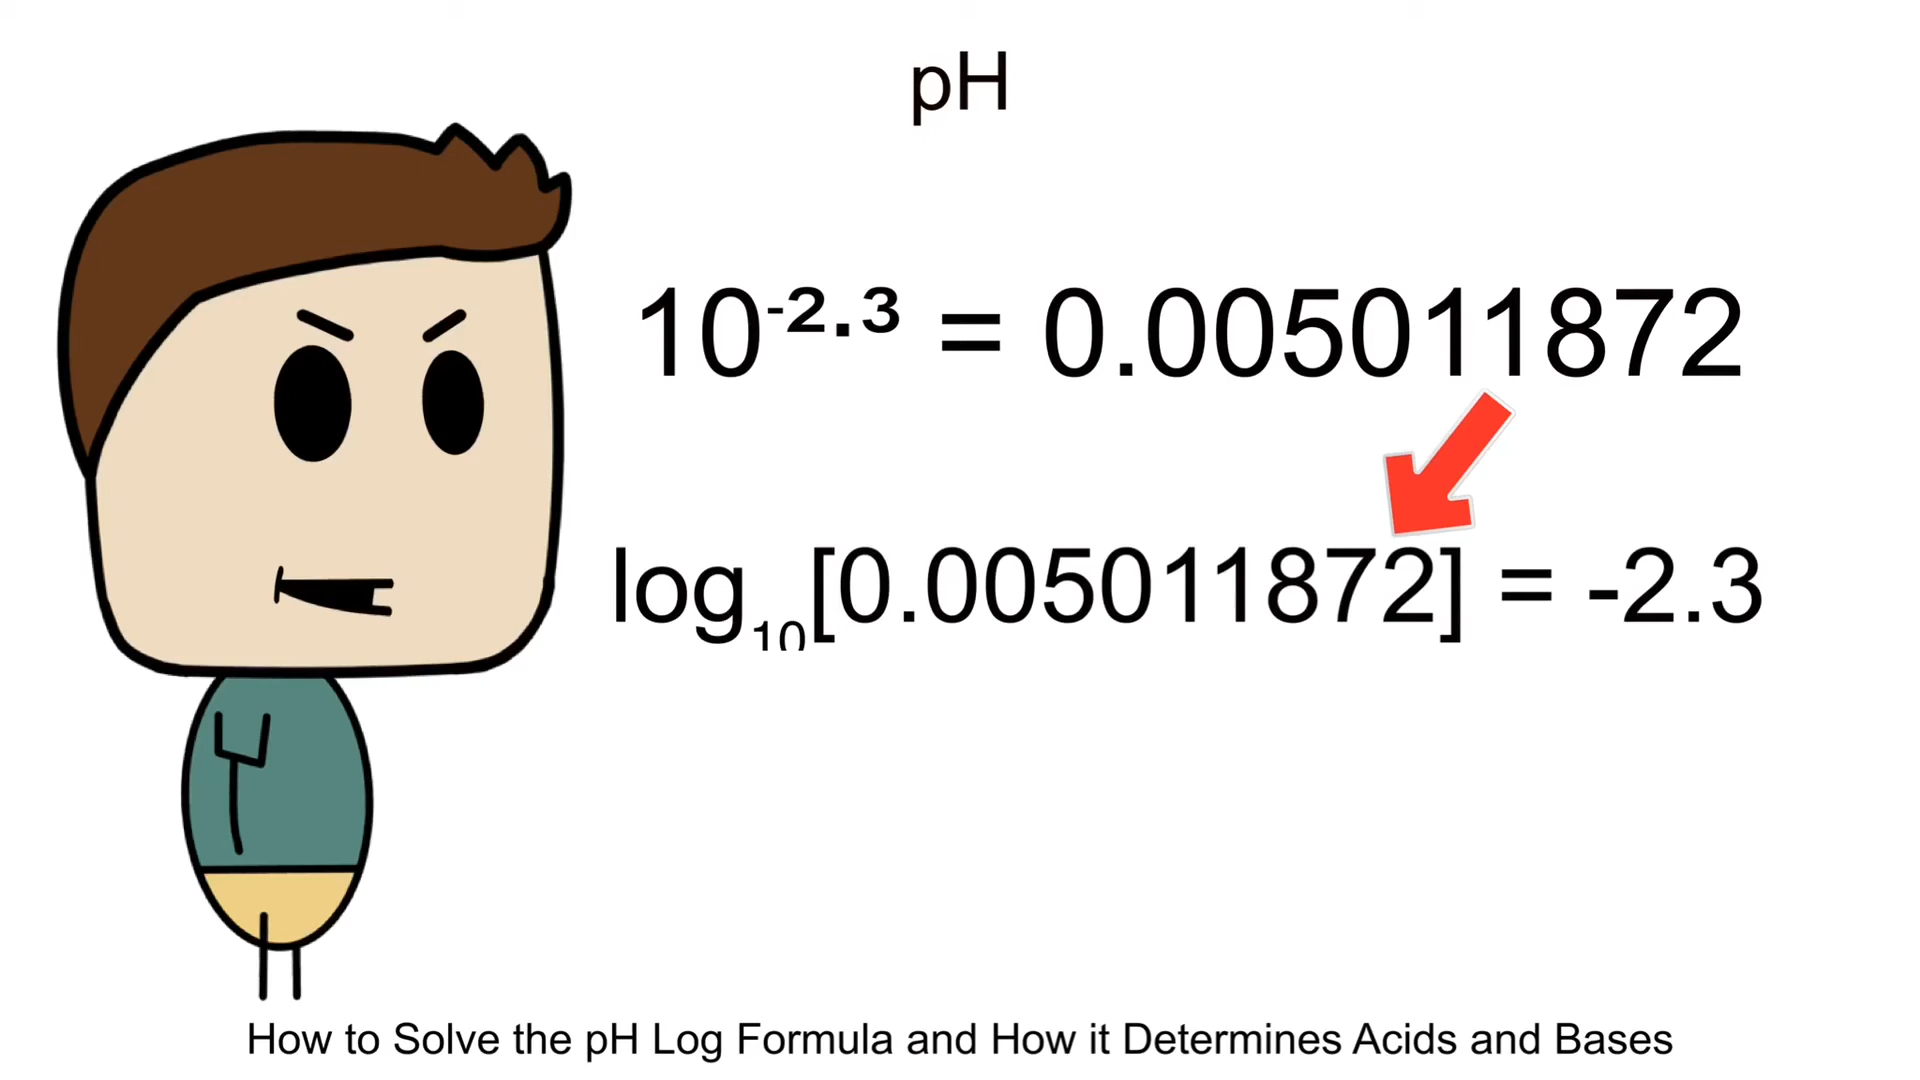 pH
10⁻²·³ = 0.005011872
log₁₀[0.005011872] = -2.3
How to Solve the pH Log Formula and How it Determines Acids and Bases